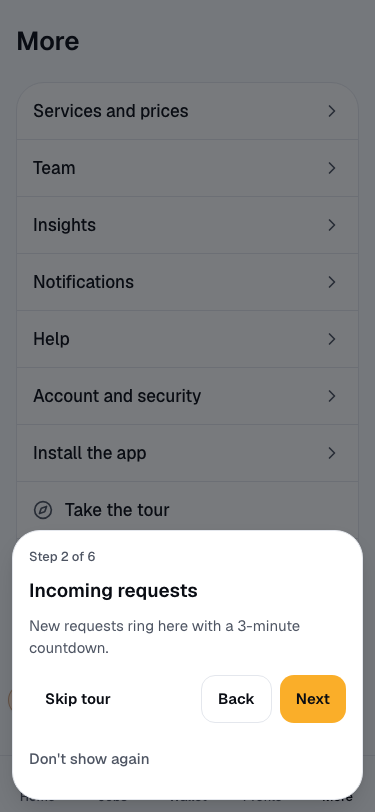 More
Services and prices
Team
Insights
Notifications
Help
Account and security
Install the app
Take the tour
Step 2 of 6
Incoming requests
New requests ring here with a 3-minute
countdown.
Skip tour
Back
Next
Don't show again
More